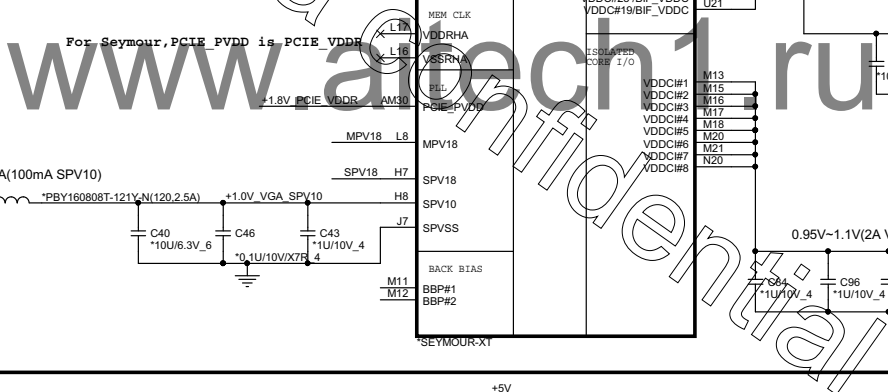 VDDC#20/BIF_VDDC
VDDC#19/BIF_VDDC
U21
MEM CLK
L17
VDDRHA
For Seymour,PCIE_PVDD is PCIE_VDDR
L16
VSSRHA
ISOLATED
CORE I/O
www.aitech1.ru
PLL
+1.8V_PCIE_VDDR
AM30
PCIE_PVDD
VDDCI#1
M13
VDDCI#2
M15
VDDCI#3
M16
VDDCI#4
M17
VDDCI#5
M18
VDDCI#6
M20
VDDCI#7
M21
VDDCI#8
N20
MPV18
L8
MPV18
A(100mA SPV10)
SPV18
H7
SPV18
*PBY160808T-121Y-N(120,2.5A)
+1.0V_VGA_SPV10
H8
SPV10
J7
SPVSS
C40
*10U/6.3V_6
C46
*0.1U/10V/X7R_4
C43
*1U/10V_4
0.95V~1.1V(2A V
BACK BIAS
M11
BBP#1
M12
BBP#2
C84
*1U/10V_4
C96
*1U/10V_4
*SEYMOUR-XT
+5V
Confidential